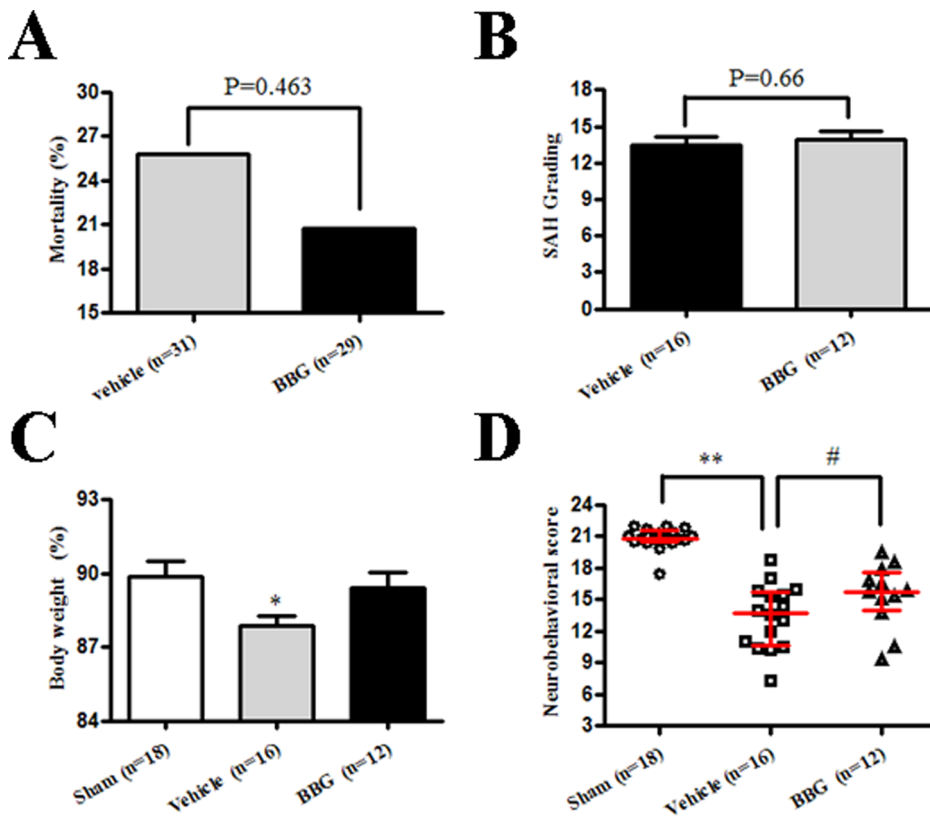 A
P=0.463
Mortality (%)
30
27
24
21
18
15
vehicle (n=31)
BBG (n=29)
B
P=0.66
SAH Grading
18
15
12
9
6
3
0
Vehicle (n=16)
BBG (n=12)
C
Body weight (%)
93
90
87
84
*
Sham (n=18)
Vehicle (n=16)
BBG (n=12)
D
**
#
Neurobehavioral score
24
21
18
15
12
9
6
3
Sham (n=18)
Vehicle (n=16)
BBG (n=12)